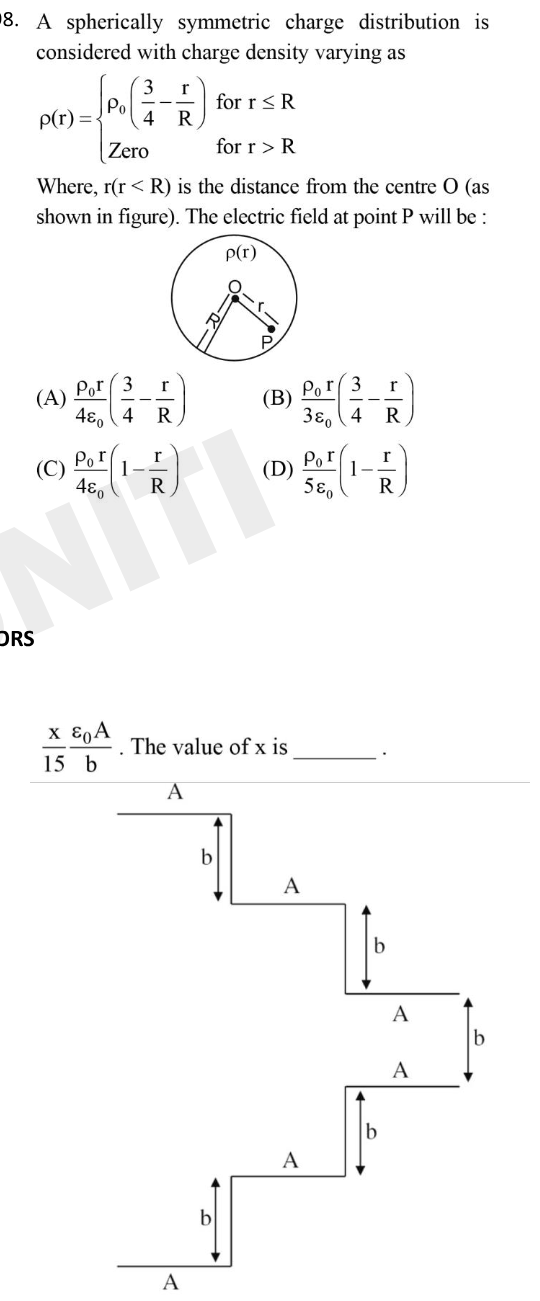 98. A spherically symmetric charge distribution is
considered with charge density varying as
ρ(r) = { ρ₀ (3/4 − r/R) for r ≤ R
Zero for r > R
Where, r(r < R) is the distance from the centre O (as
shown in figure). The electric field at point P will be :
ρ(r)
O
r
R
P
(A) ρ₀r/4ε₀ (3/4 − r/R) (B) ρ₀r/3ε₀ (3/4 − r/R)
(C) ρ₀r/4ε₀ (1 − r/R) (D) ρ₀r/5ε₀ (1 − r/R)
NITI
ORS
x/15 ε₀A/b . The value of x is ________ .
A
b
A
b
A
b
A
b
A
b
A